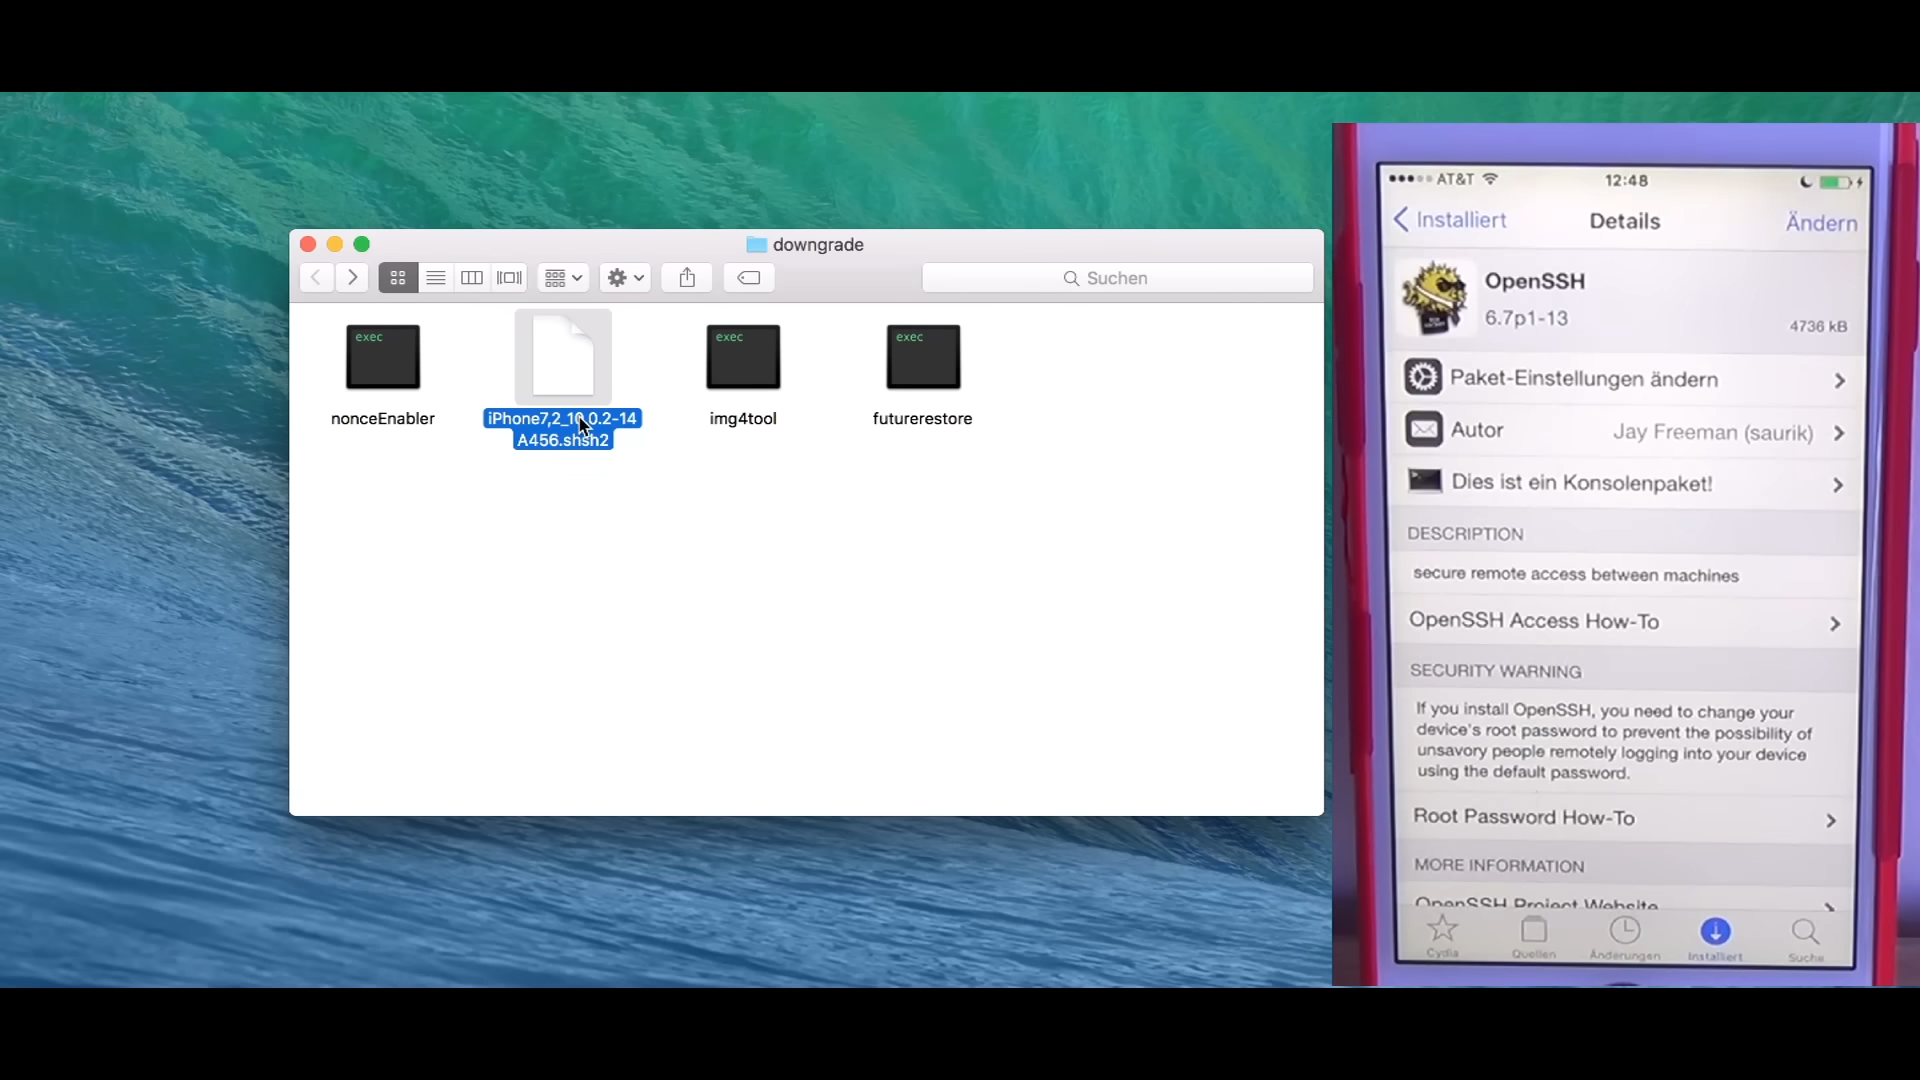 downgrade
Suchen
exec
exec
exec
nonceEnabler
iPhone7,2_10.0.2-14
A456.shsh2
img4tool
futurerestore
AT&T
12:48
Installiert
Details
Ändern
OpenSSH
6.7p1-13
4736 kB
Paket-Einstellungen ändern
Autor
Jay Freeman (saurik)
Dies ist ein Konsolenpaket!
DESCRIPTION
secure remote access between machines
OpenSSH Access How-To
SECURITY WARNING
If you install OpenSSH, you need to change your
device's root password to prevent the possibility of
unsavory people remotely logging into your device
using the default password.
Root Password How-To
MORE INFORMATION
OpenSSH Project Website
Cydia
Quellen
Änderungen
Installiert
Suche